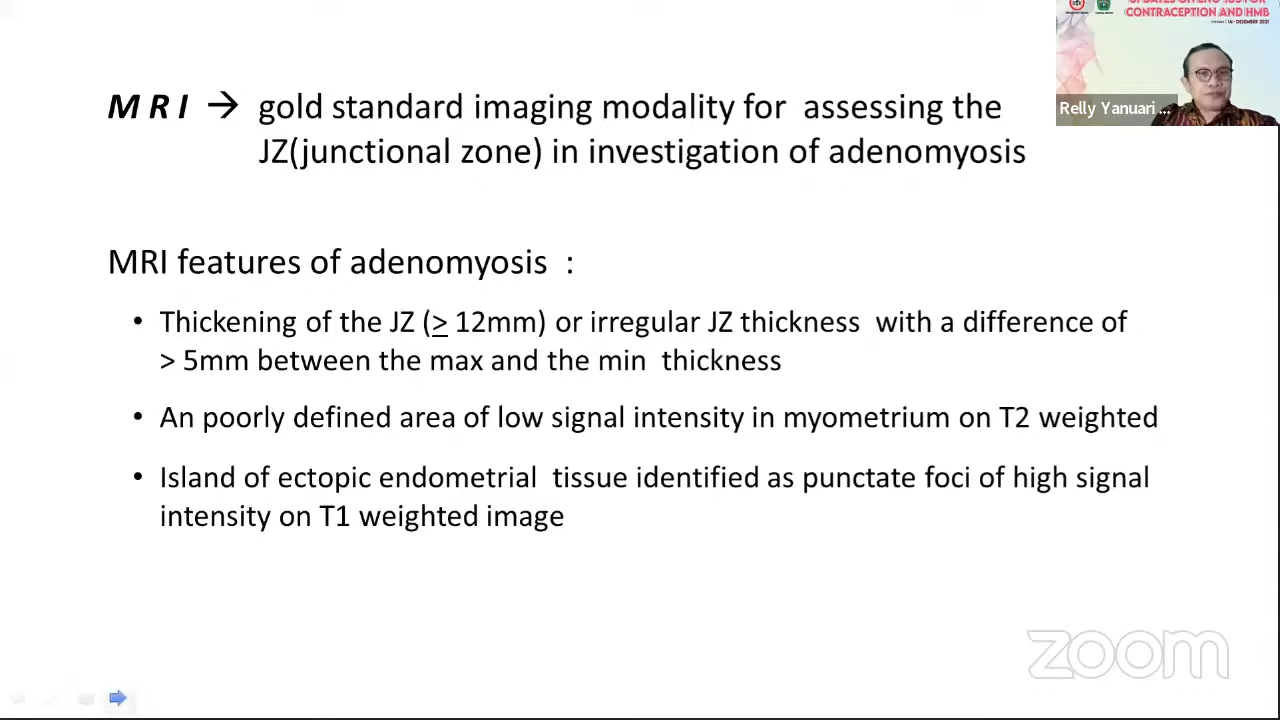 MRI → gold standard imaging modality for assessing the
JZ(junctional zone) in investigation of adenomyosis
MRI features of adenomyosis :
• Thickening of the JZ (≥ 12mm) or irregular JZ thickness with a difference of
> 5mm between the max and the min thickness
• An poorly defined area of low signal intensity in myometrium on T2 weighted
• Island of ectopic endometrial tissue identified as punctate foci of high signal
intensity on T1 weighted image
CONTRACEPTION AND HMB
Relly Yanuari ...
zoom